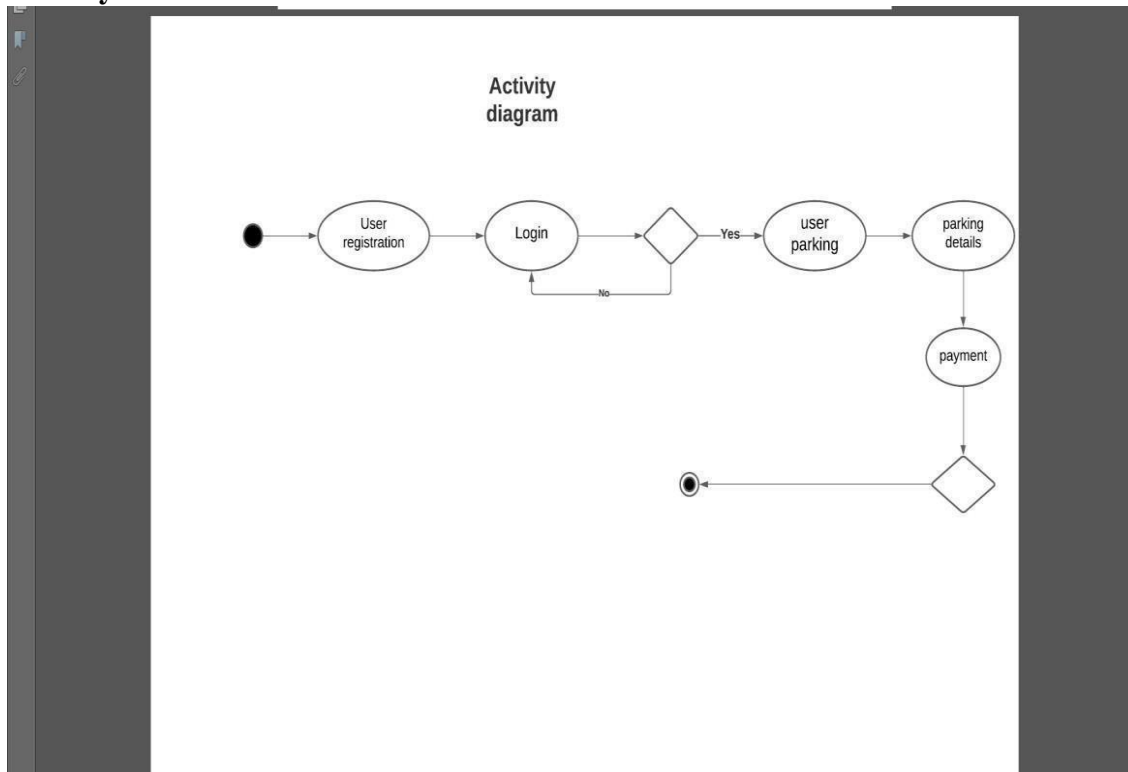 Activity
diagram
User
registration
Login
Yes
user
parking
parking
details
No
payment